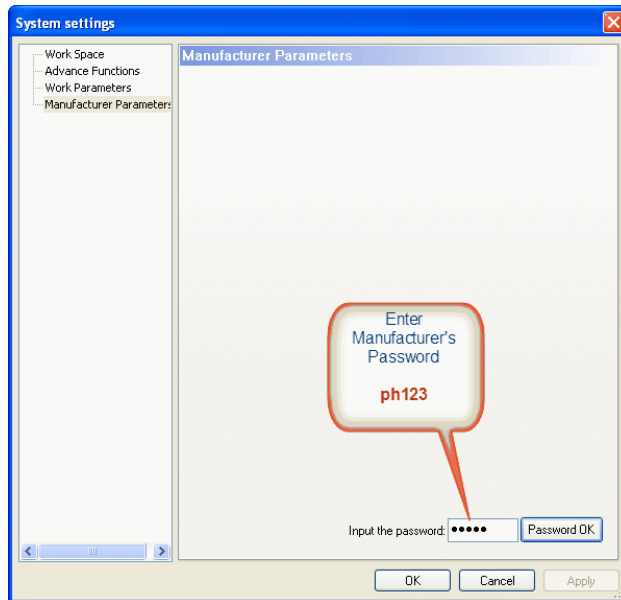 System settings
Work Space
Advance Functions
Work Parameters
Manufacturer Parameters
Manufacturer Parameters
Enter
Manufacturer's
Password
ph123
Input the password: ●●●●● Password OK
OK Cancel Apply